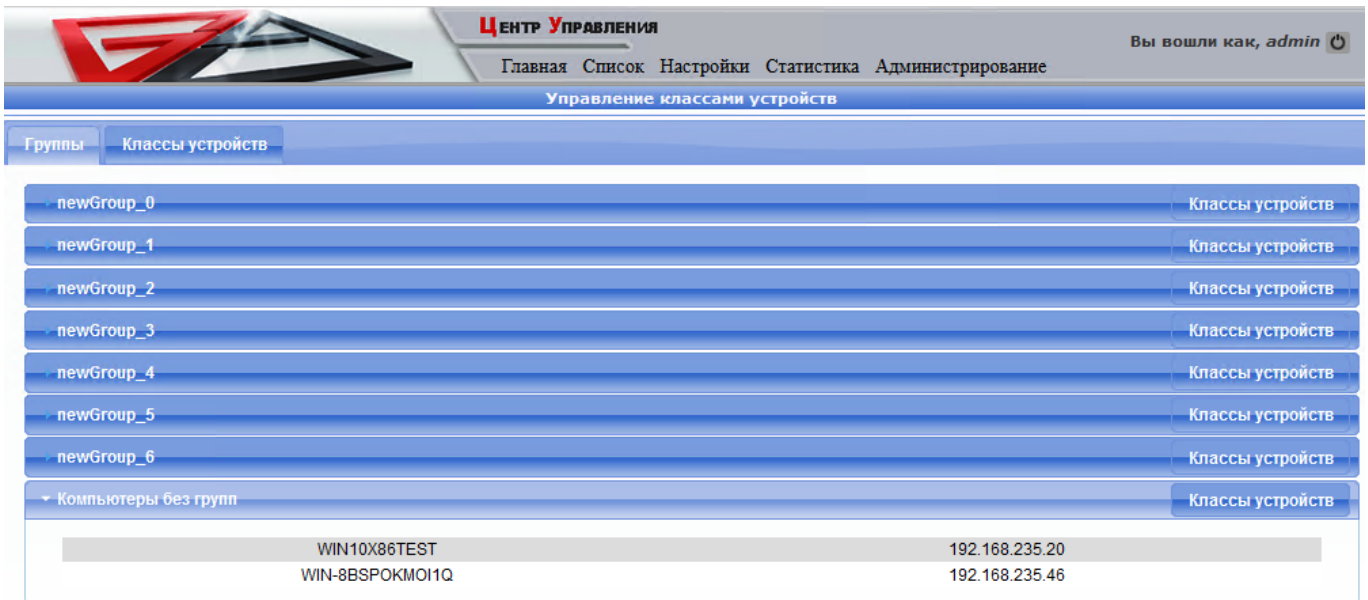 Центр Управления
Вы вошли как, admin
Главная Список Настройки Статистика Администрирование
Управление классами устройств
Группы Классы устройств
newGroup_0 Классы устройств
newGroup_1 Классы устройств
newGroup_2 Классы устройств
newGroup_3 Классы устройств
newGroup_4 Классы устройств
newGroup_5 Классы устройств
newGroup_6 Классы устройств
Компьютеры без групп Классы устройств
WIN10X86TEST 192.168.235.20
WIN-8BSPOKMOI1Q 192.168.235.46